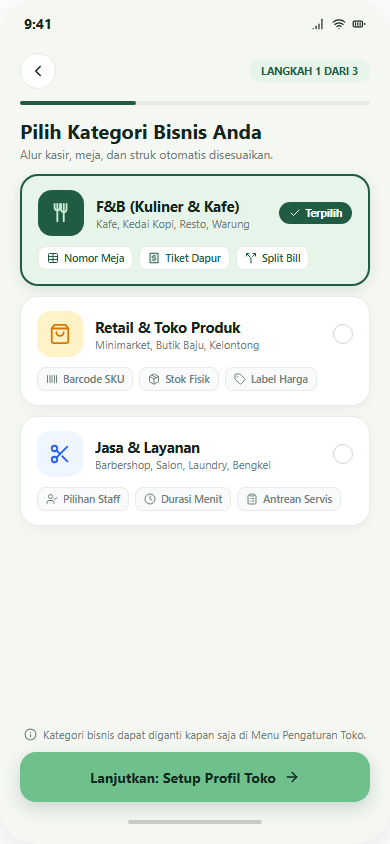 9:41
LANGKAH 1 DARI 3
Pilih Kategori Bisnis Anda
Alur kasir, meja, dan struk otomatis disesuaikan.
F&B (Kuliner & Kafe)
Kafe, Kedai Kopi, Resto, Warung
Terpilih
Nomor Meja
Tiket Dapur
Split Bill
Retail & Toko Produk
Minimarket, Butik Baju, Kelontong
Barcode SKU
Stok Fisik
Label Harga
Jasa & Layanan
Barbershop, Salon, Laundry, Bengkel
Pilihan Staff
Durasi Menit
Antrean Servis
Kategori bisnis dapat diganti kapan saja di Menu Pengaturan Toko.
Lanjutkan: Setup Profil Toko